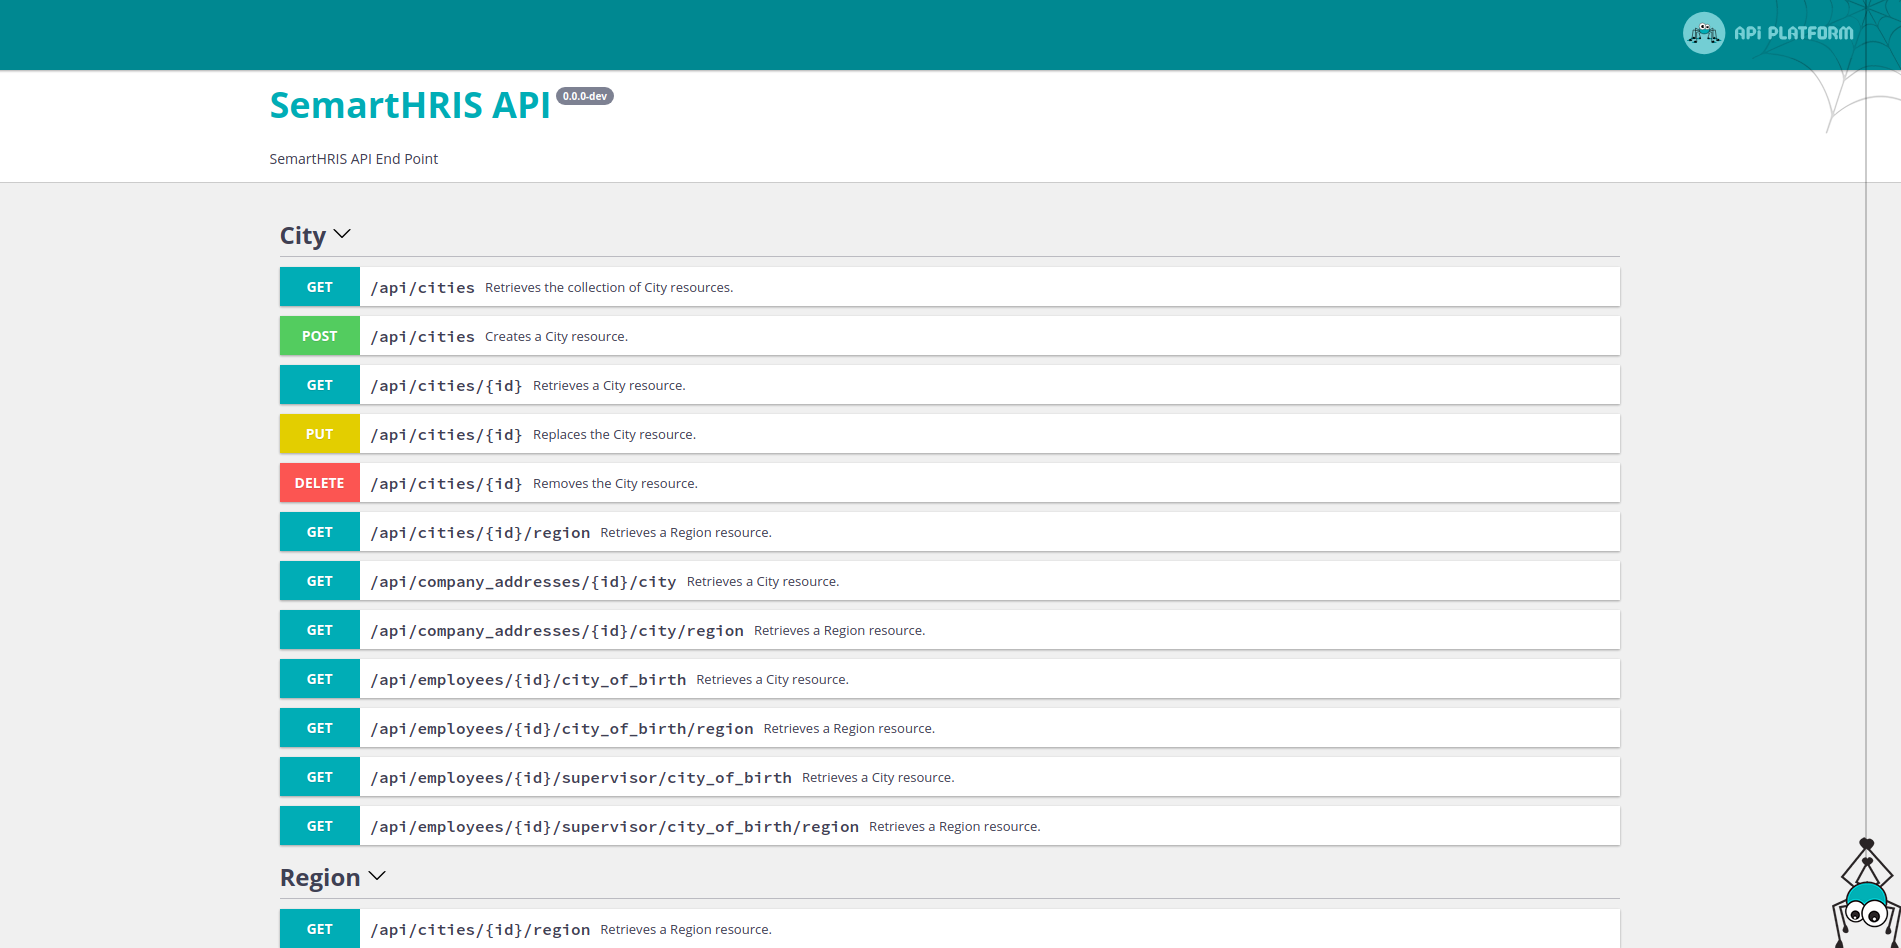 APi PLATFORM
SemartHRIS API 0.0.0-dev
SemartHRIS API End Point
City
GET /api/cities Retrieves the collection of City resources.
POST /api/cities Creates a City resource.
GET /api/cities/{id} Retrieves a City resource.
PUT /api/cities/{id} Replaces the City resource.
DELETE /api/cities/{id} Removes the City resource.
GET /api/cities/{id}/region Retrieves a Region resource.
GET /api/company_addresses/{id}/city Retrieves a City resource.
GET /api/company_addresses/{id}/city/region Retrieves a Region resource.
GET /api/employees/{id}/city_of_birth Retrieves a City resource.
GET /api/employees/{id}/city_of_birth/region Retrieves a Region resource.
GET /api/employees/{id}/supervisor/city_of_birth Retrieves a City resource.
GET /api/employees/{id}/supervisor/city_of_birth/region Retrieves a Region resource.
Region
GET /api/cities/{id}/region Retrieves a Region resource.